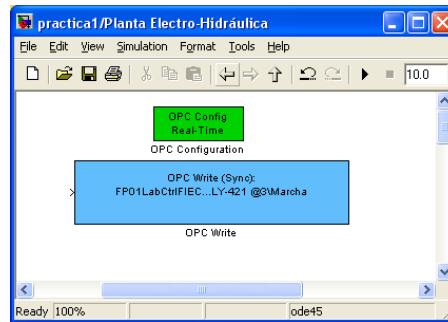 practica1/Planta Electro-Hidráulica
File Edit View Simulation Format Tools Help
10.0
OPC Config
Real-Time
OPC Configuration
OPC Write (Sync):
FP01LabCtrlFIEC...LY-421 @3\Marcha
OPC Write
Ready 100% ode45